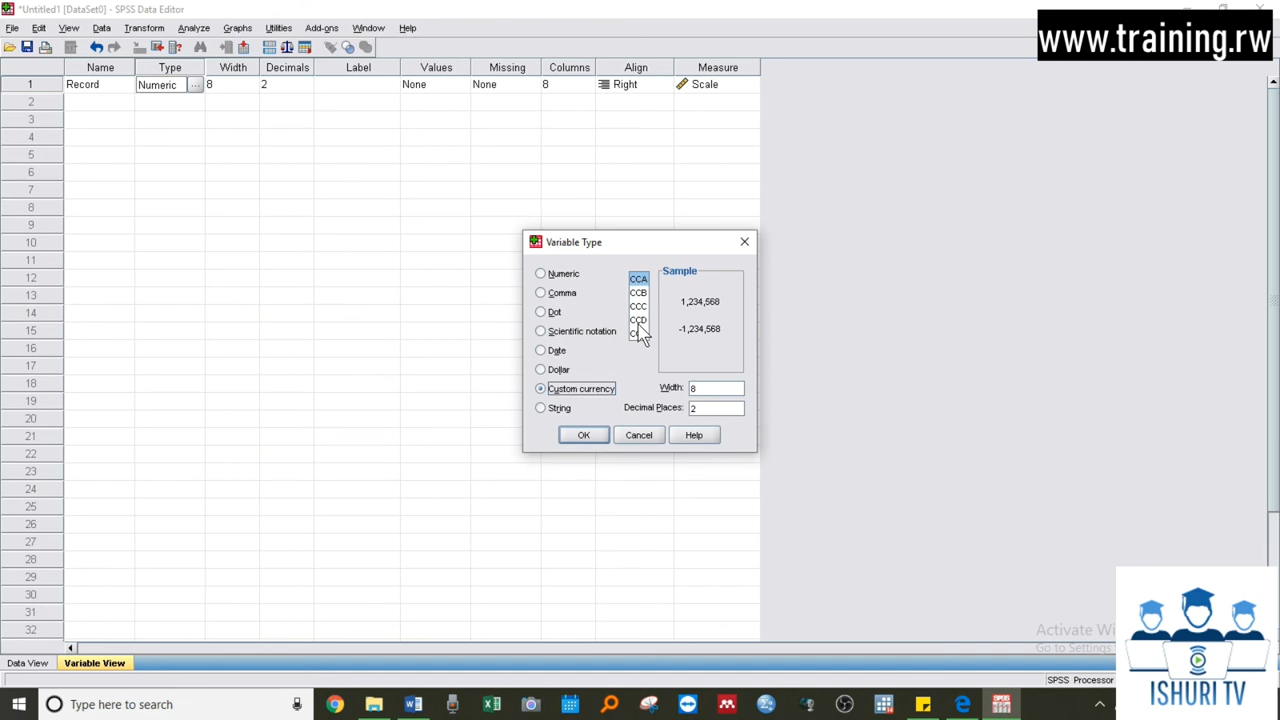 *Untitled1 [DataSet0] - SPSS Data Editor
www.training.rw
File Edit View Data Transform Analyze Graphs Utilities Add-ons Window Help
Name Type Width Decimals Label Values Missing Columns Align Measure
1 Record Numeric ... 8 2 None None 8 Right Scale
2
3
4
5
6
7
8
9
10
11
12
13
14
15
16
17
18
19
20
21
22
23
24
25
26
27
28
29
30
31
32
Variable Type
Numeric
Comma
Dot
Scientific notation
Date
Dollar
Custom currency
String
CCA
CCB
CCC
CCD
Sample
1,234,568
-1,234,568
Width: 8
Decimal Places: 2
OK Cancel Help
Activate
Go to Settings
Data View Variable View
SPSS Processor
Type here to search
ISHURI TV